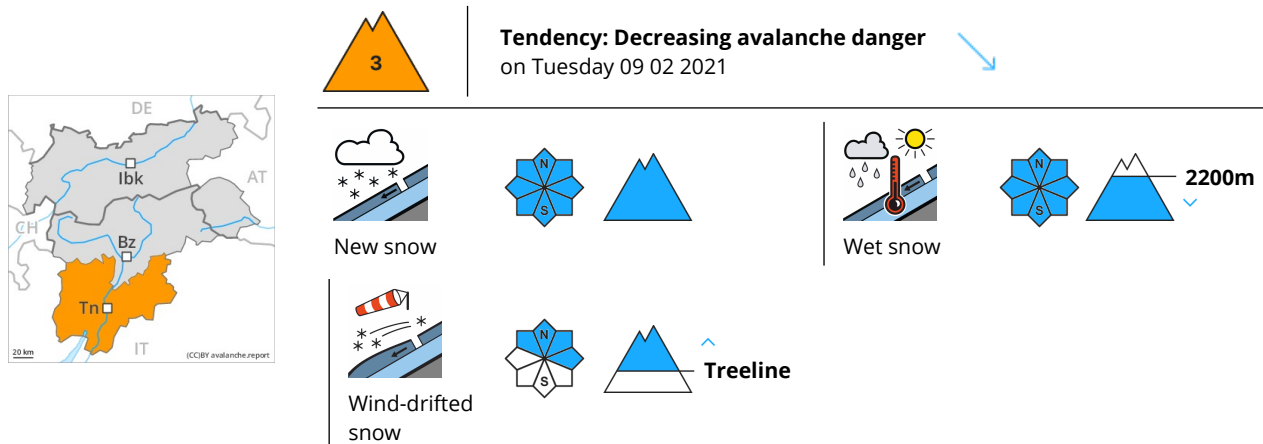 3
Tendency: Decreasing avalanche danger
on Tuesday 09 02 2021
DE
Ibk
AT
CH
Bz
Tn
IT
20 km
(CC)BY avalanche.report
N
S
New snow
N
S
2200m
Wet snow
N
S
Treeline
Wind-drifted
snow